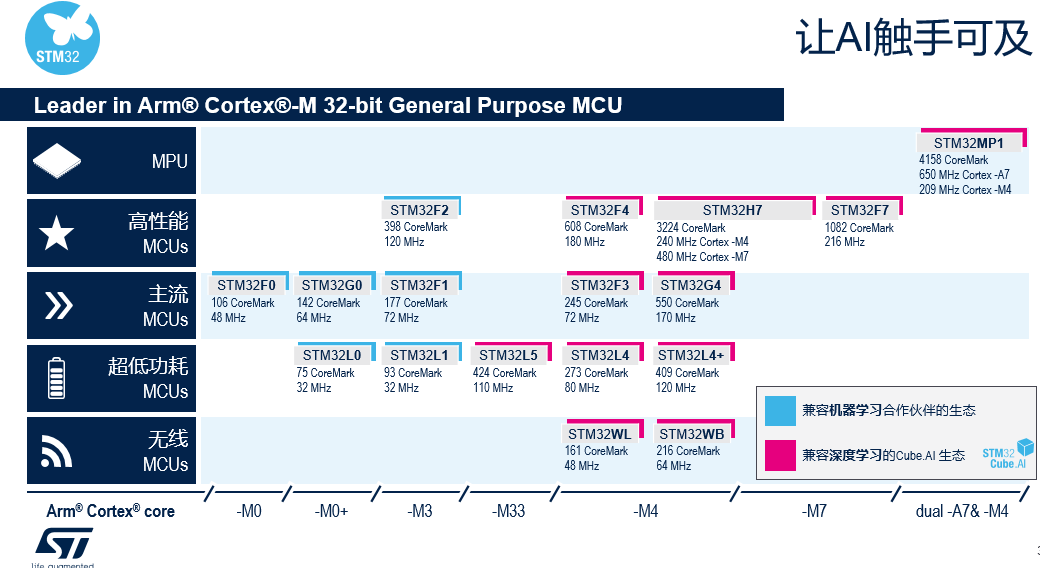 STM32
让AI触手可及
Leader in Arm® Cortex®-M 32-bit General Purpose MCU
MPU
STM32MP1
4158 CoreMark
650 MHz Cortex -A7
209 MHz Cortex -M4
高性能
MCUs
STM32F2
398 CoreMark
120 MHz
STM32F4
608 CoreMark
180 MHz
STM32H7
3224 CoreMark
240 MHz Cortex -M4
480 MHz Cortex -M7
STM32F7
1082 CoreMark
216 MHz
主流
MCUs
STM32F0
106 CoreMark
48 MHz
STM32G0
142 CoreMark
64 MHz
STM32F1
177 CoreMark
72 MHz
STM32F3
245 CoreMark
72 MHz
STM32G4
550 CoreMark
170 MHz
超低功耗
MCUs
STM32L0
75 CoreMark
32 MHz
STM32L1
93 CoreMark
32 MHz
STM32L5
424 CoreMark
110 MHz
STM32L4
273 CoreMark
80 MHz
STM32L4+
409 CoreMark
120 MHz
无线
MCUs
STM32WL
161 CoreMark
48 MHz
STM32WB
216 CoreMark
64 MHz
兼容机器学习合作伙伴的生态
兼容深度学习的Cube.AI 生态
STM32
Cube.AI
Arm® Cortex® core
-M0
-M0+
-M3
-M33
-M4
-M7
dual -A7& -M4
ST
life.augmented